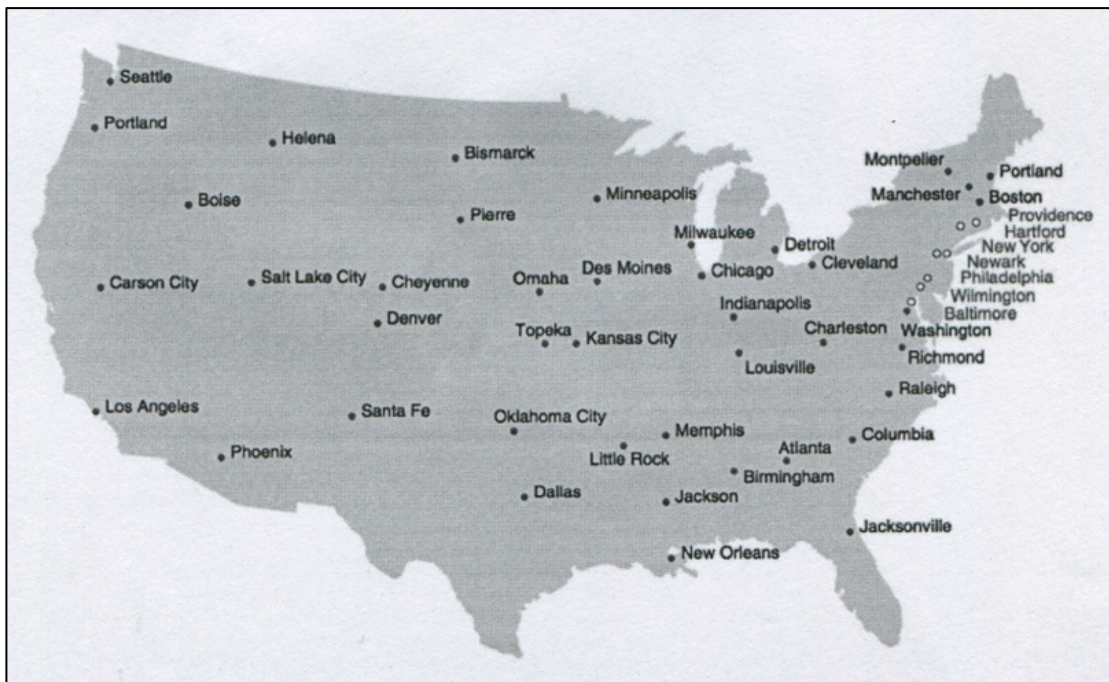 Seattle
Portland
Helena
Bismarck
Montpelier
Portland
Manchester
Minneapolis
Boise
Boston
Pierre
Providence
Hartford
Milwaukee
Detroit
New York
Newark
Cleveland
Des Moines
Chicago
Salt Lake City
Carson City
Cheyenne
Omaha
Philadelphia
Wilmington
Indianapolis
Baltimore
Denver
Topeka
Kansas City
Charleston
Washington
Louisville
Richmond
Raleigh
Los Angeles
Santa Fe
Oklahoma City
Memphis
Columbia
Phoenix
Little Rock
Atlanta
Birmingham
Dallas
Jackson
Jacksonville
New Orleans